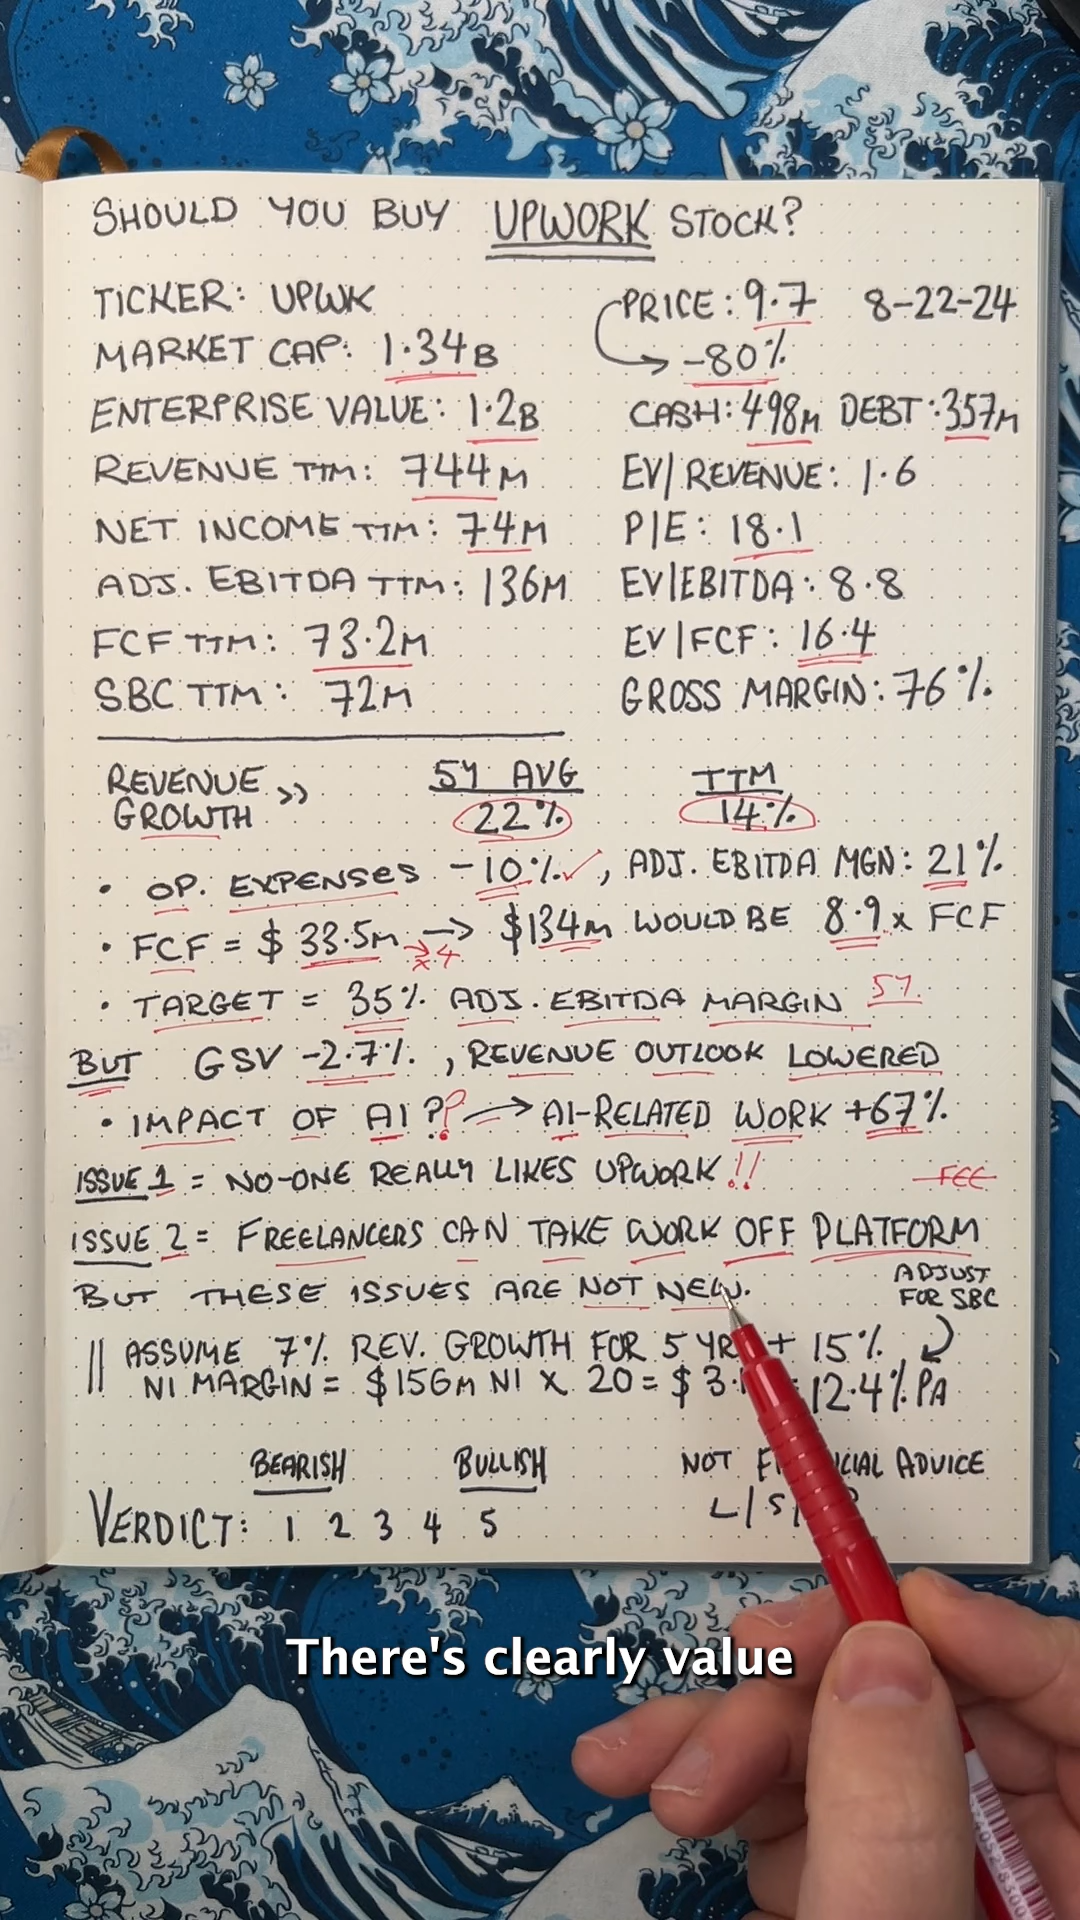 SHOULD YOU BUY UPWORK STOCK?
TICKER: UPWK
PRICE: 9.7 8-22-24
MARKET CAP: 1.34B
-80%
ENTERPRISE VALUE: 1.2B
CASH: 498M DEBT: 357M
REVENUE TTM: 744M
EV/REVENUE: 1.6
NET INCOME TTM: 74M
P/E: 18.1
ADJ. EBITDA TTM: 136M
EV/EBITDA: 8.8
FCF TTM: 73.2M
EV/FCF: 16.4
SBC TTM: 72M
GROSS MARGIN: 76%
REVENUE GROWTH >>
5Y AVG
22%
TTM
14%
• OP. EXPENSES -10% ✓, ADJ. EBITDA MGN: 21%
• FCF = $33.5M → $134M WOULD BE 8.9x FCF
x4
• TARGET = 35% ADJ. EBITDA MARGIN 5Y
BUT GSV -2.7%, REVENUE OUTLOOK LOWERED
• IMPACT OF AI?? → AI-RELATED WORK +67%
ISSUE 1 = NO-ONE REALLY LIKES UPWORK!!
FEE
ISSUE 2 = FREELANCERS CAN TAKE WORK OFF PLATFORM
BUT THESE ISSUES ARE NOT NEW.
ADJUST
FOR SBC
ASSUME 7% REV. GROWTH FOR 5 YR + 15%
NI MARGIN = $156M NI x 20 = $3. 12.4% PA
BEARISH BULLISH
NOT ADVICE
VERDICT: 1 2 3 4 5
L/S/
There's clearly value